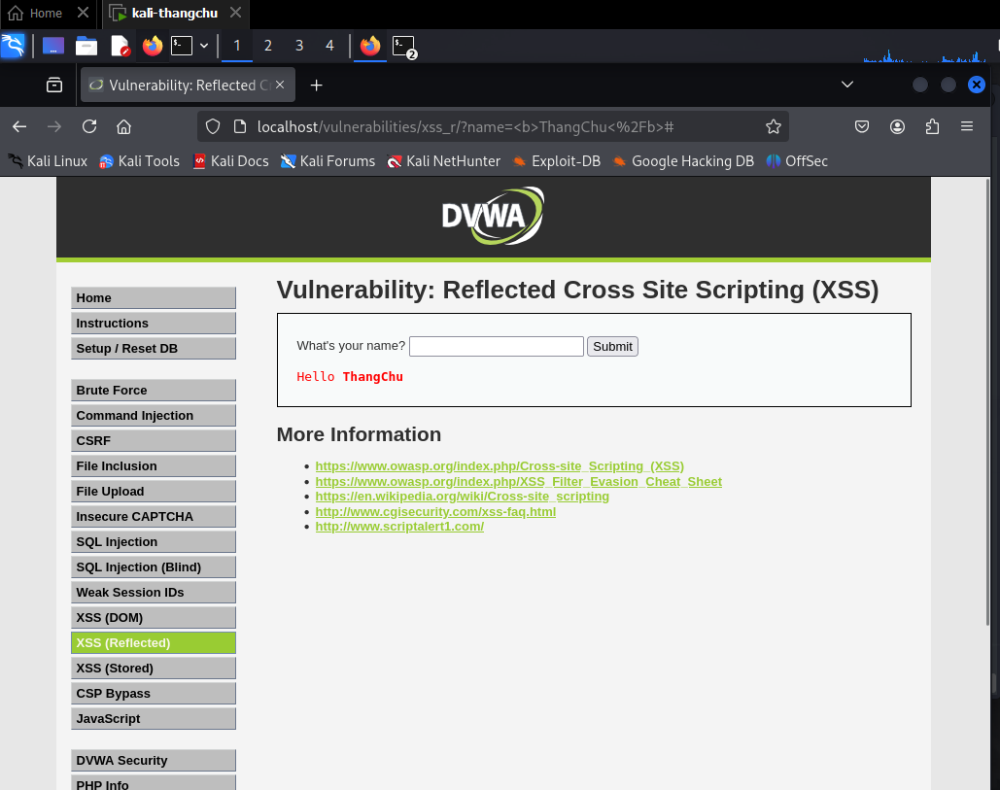 Home kali-thangchu
1 2 3 4 2
Vulnerability: Reflected C
localhost/vulnerabilities/xss_r/?name=<b>ThangChu<%2Fb>#
Kali Linux Kali Tools Kali Docs Kali Forums Kali NetHunter Exploit-DB Google Hacking DB OffSec
DVWA
Vulnerability: Reflected Cross Site Scripting (XSS)
What's your name? Submit
Hello ThangChu
More Information
https://www.owasp.org/index.php/Cross-site_Scripting_(XSS)
https://www.owasp.org/index.php/XSS_Filter_Evasion_Cheat_Sheet
https://en.wikipedia.org/wiki/Cross-site_scripting
http://www.cgisecurity.com/xss-faq.html
http://www.scriptalert1.com/
Home
Instructions
Setup / Reset DB
Brute Force
Command Injection
CSRF
File Inclusion
File Upload
Insecure CAPTCHA
SQL Injection
SQL Injection (Blind)
Weak Session IDs
XSS (DOM)
XSS (Reflected)
XSS (Stored)
CSP Bypass
JavaScript
DVWA Security
PHP Info